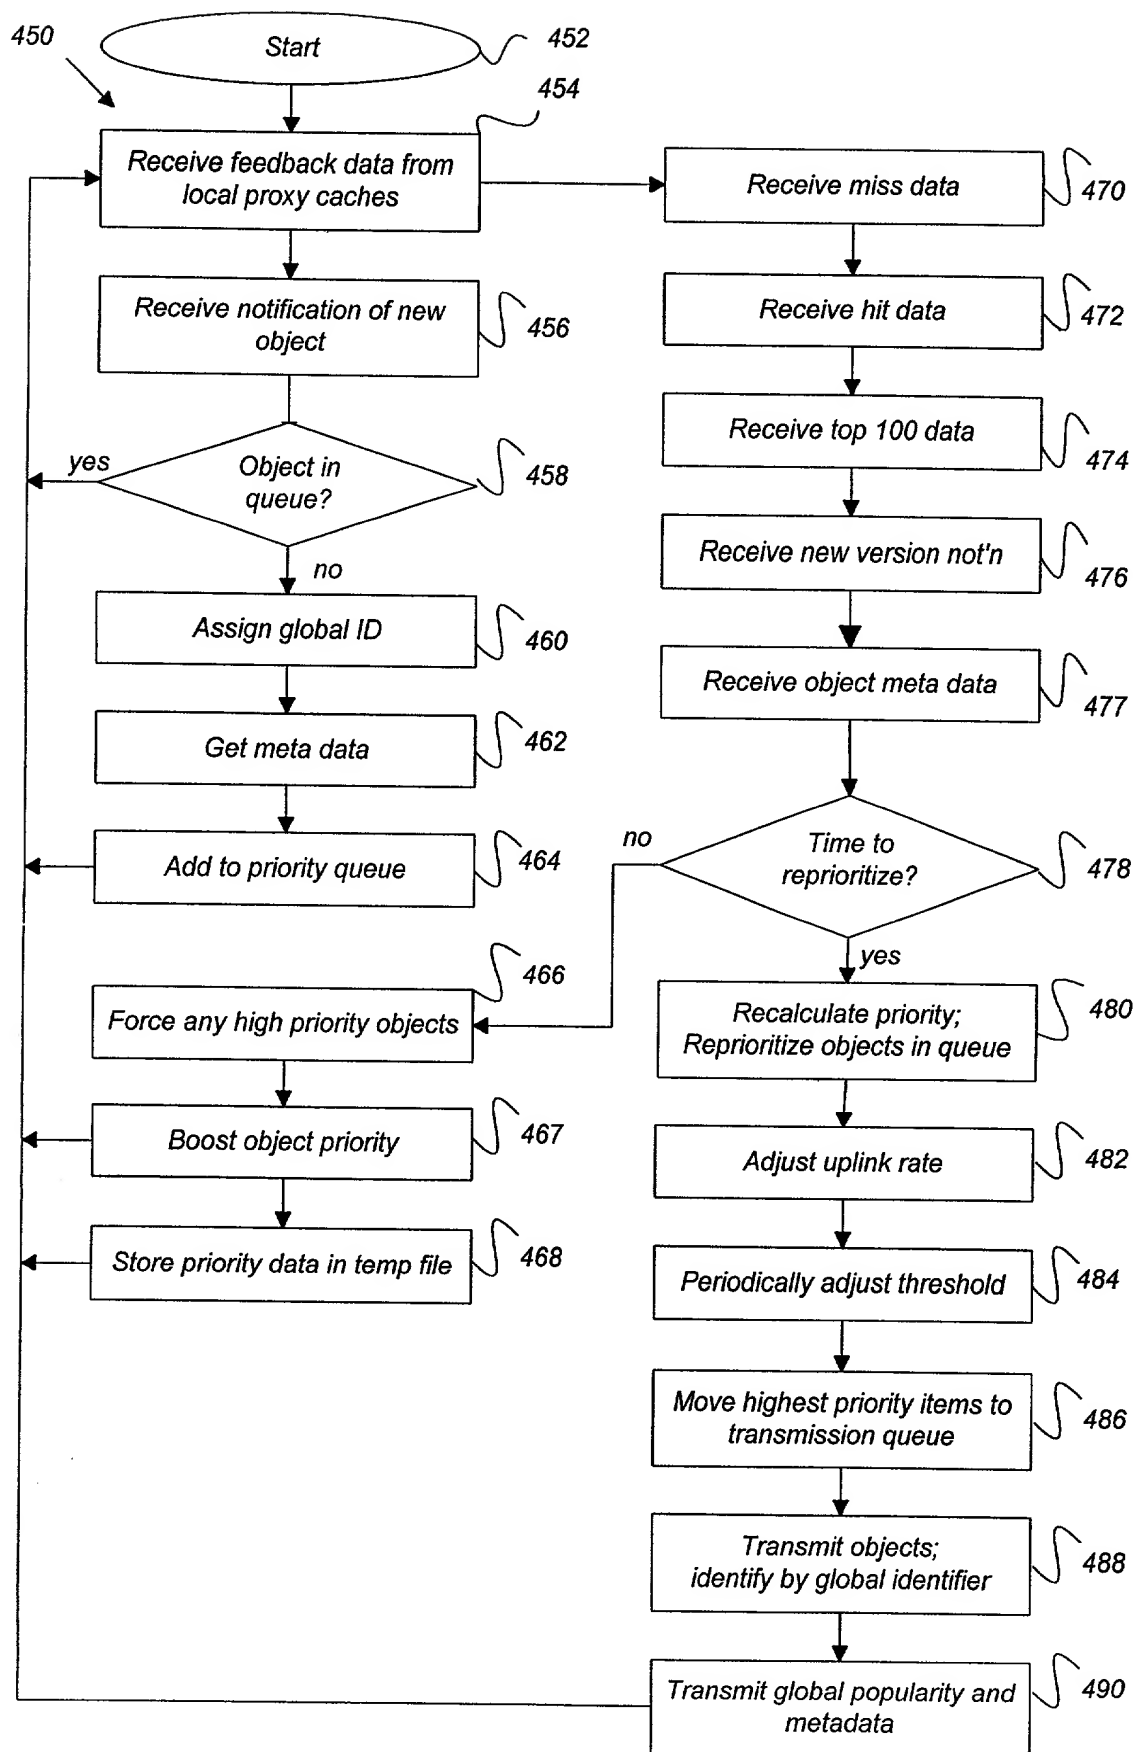 450
Start
452
454
Receive feedback data from
local proxy caches
Receive notification of new
object
456
yes
Object in
queue?
458
no
Assign global ID
460
Get meta data
462
Add to priority queue
464
466
Force any high priority objects
Boost object priority
467
Store priority data in temp file
468
Receive miss data
470
Receive hit data
472
Receive top 100 data
474
Receive new version not'n
476
Receive object meta data
477
no
Time to
reprioritize?
478
yes
Recalculate priority;
Reprioritize objects in queue
480
Adjust uplink rate
482
Periodically adjust threshold
484
Move highest priority items to
transmission queue
486
Transmit objects;
identify by global identifier
488
Transmit global popularity and
metadata
490